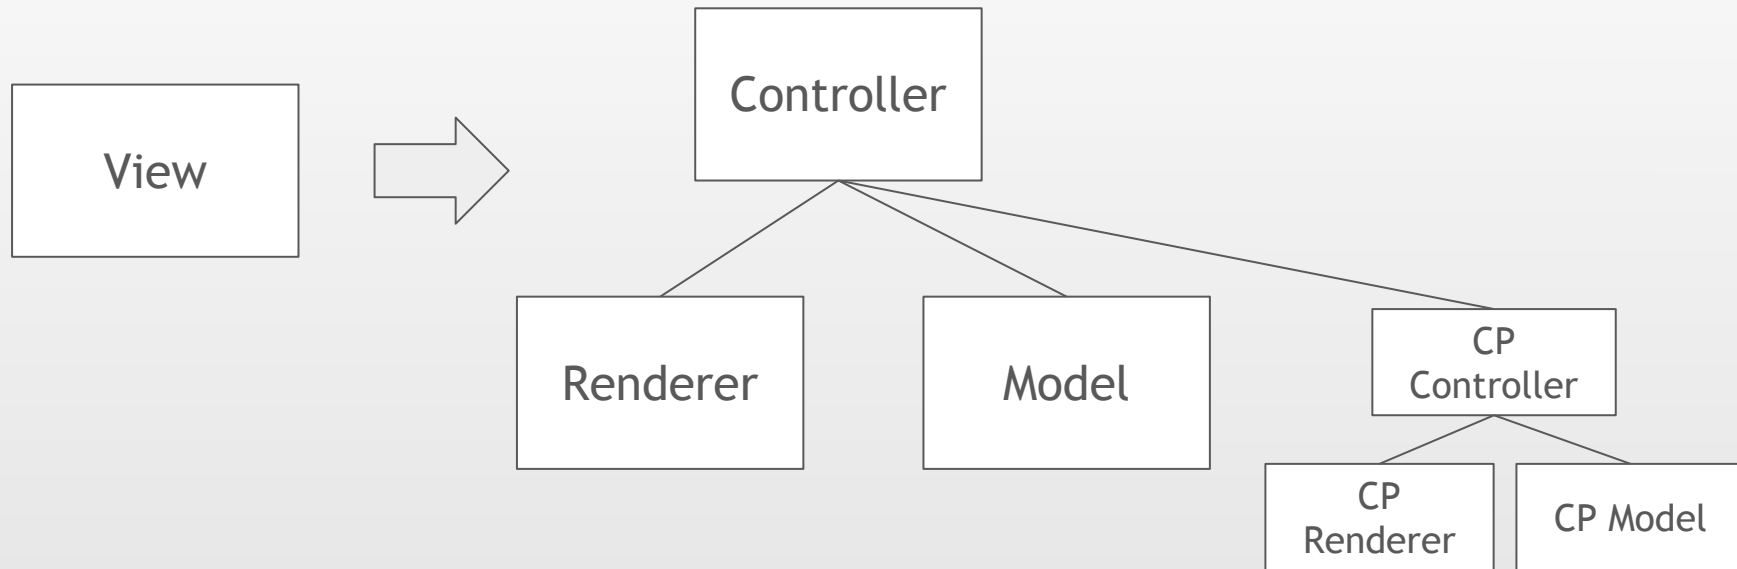 Controller
View
Renderer
Model
CP
Controller
CP
Renderer
CP Model